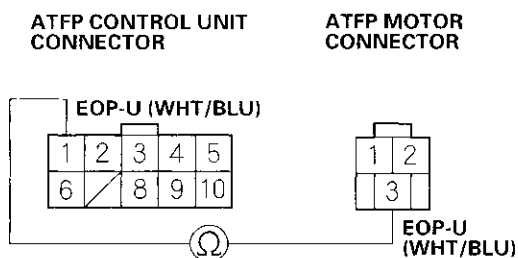 ATFP CONTROL UNIT
CONNECTOR
ATFP MOTOR
CONNECTOR
EOP-U (WHT/BLU)
1 2 3 4 5
6 8 9 10
1 2
3
Ω
EOP-U
(WHT/BLU)